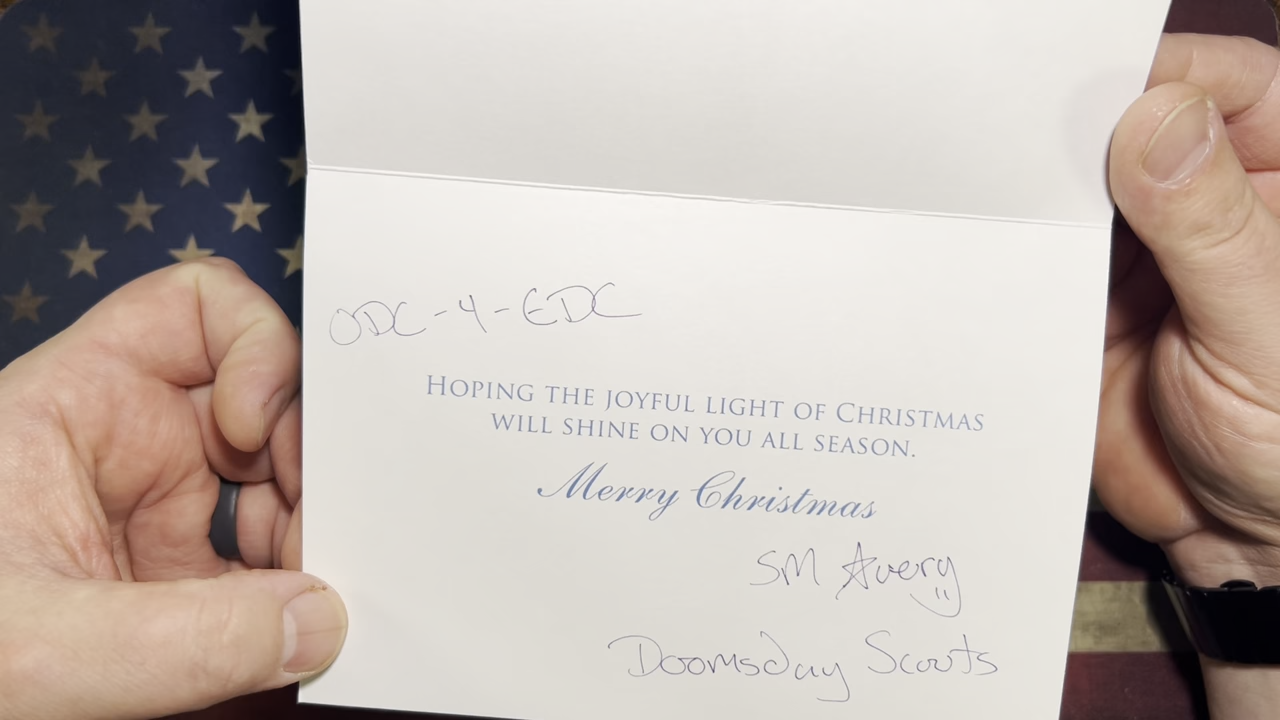 ODC-4-EDC
HOPING THE JOYFUL LIGHT OF CHRISTMAS
WILL SHINE ON YOU ALL SEASON.
Merry Christmas
SM Avery
Doomsday Scouts